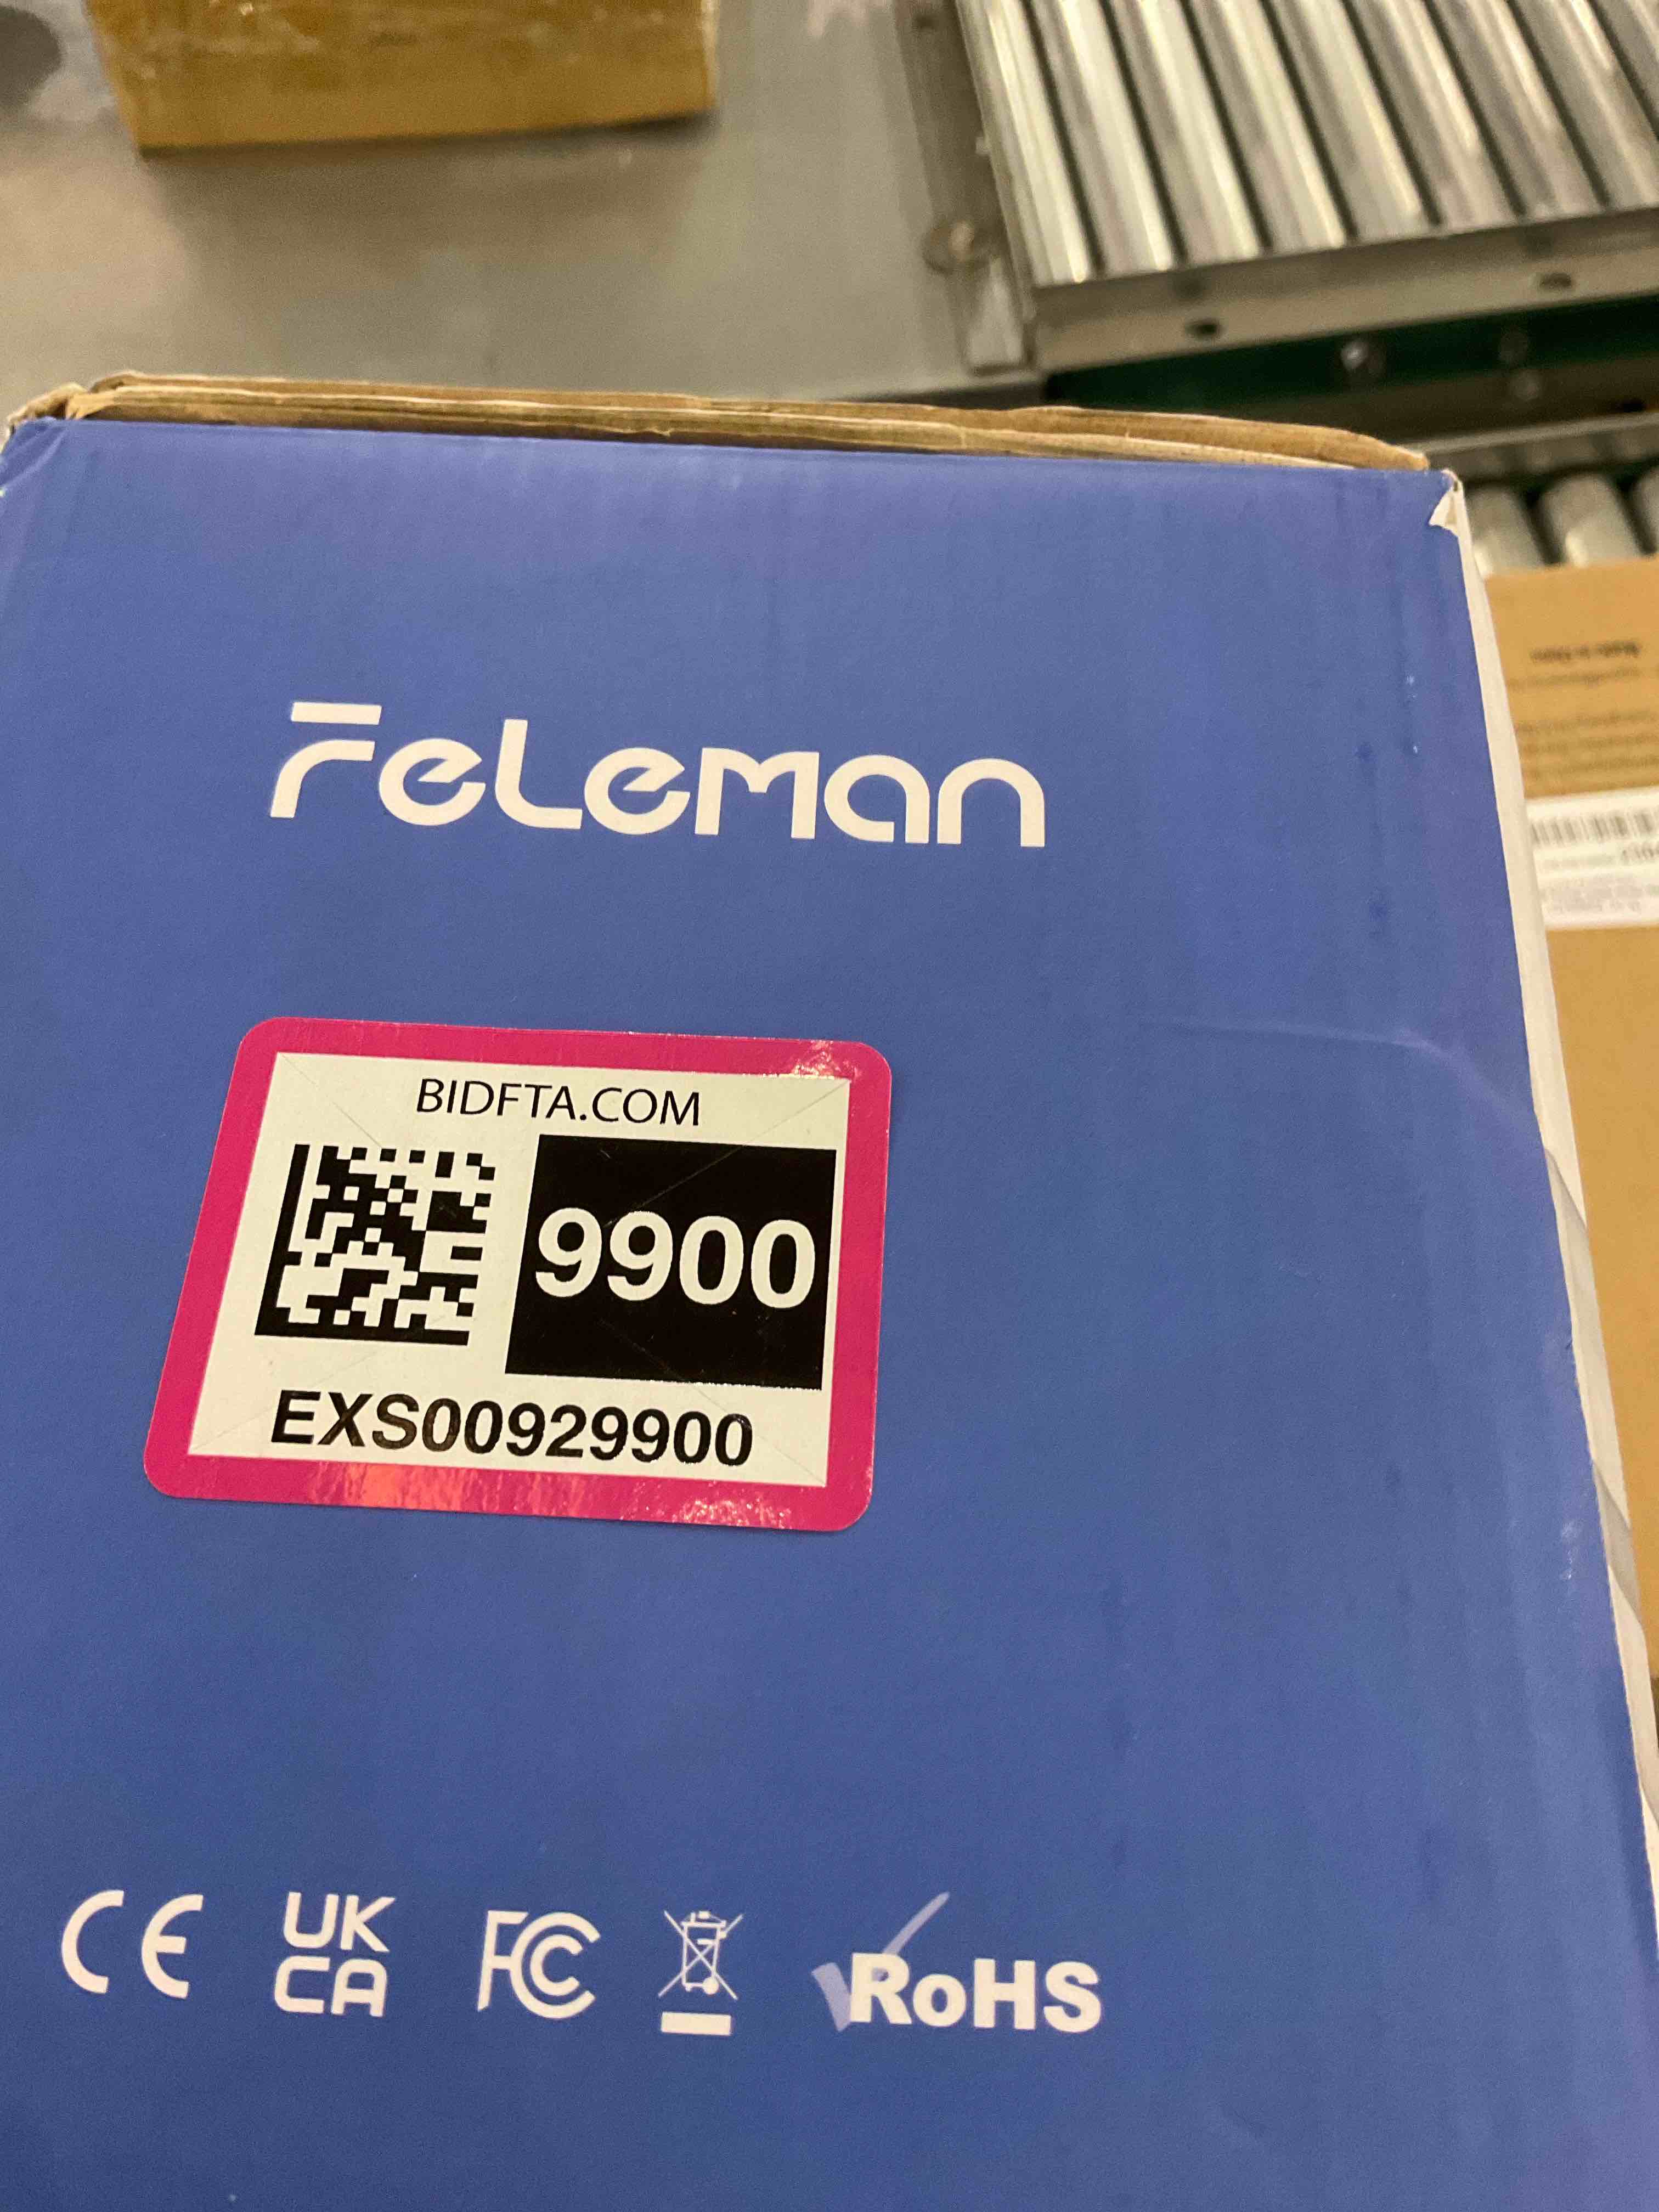 FeLeman
BIDFTA.COM
9900
EXS00929900
CE
UK
CA
FC
RoHS